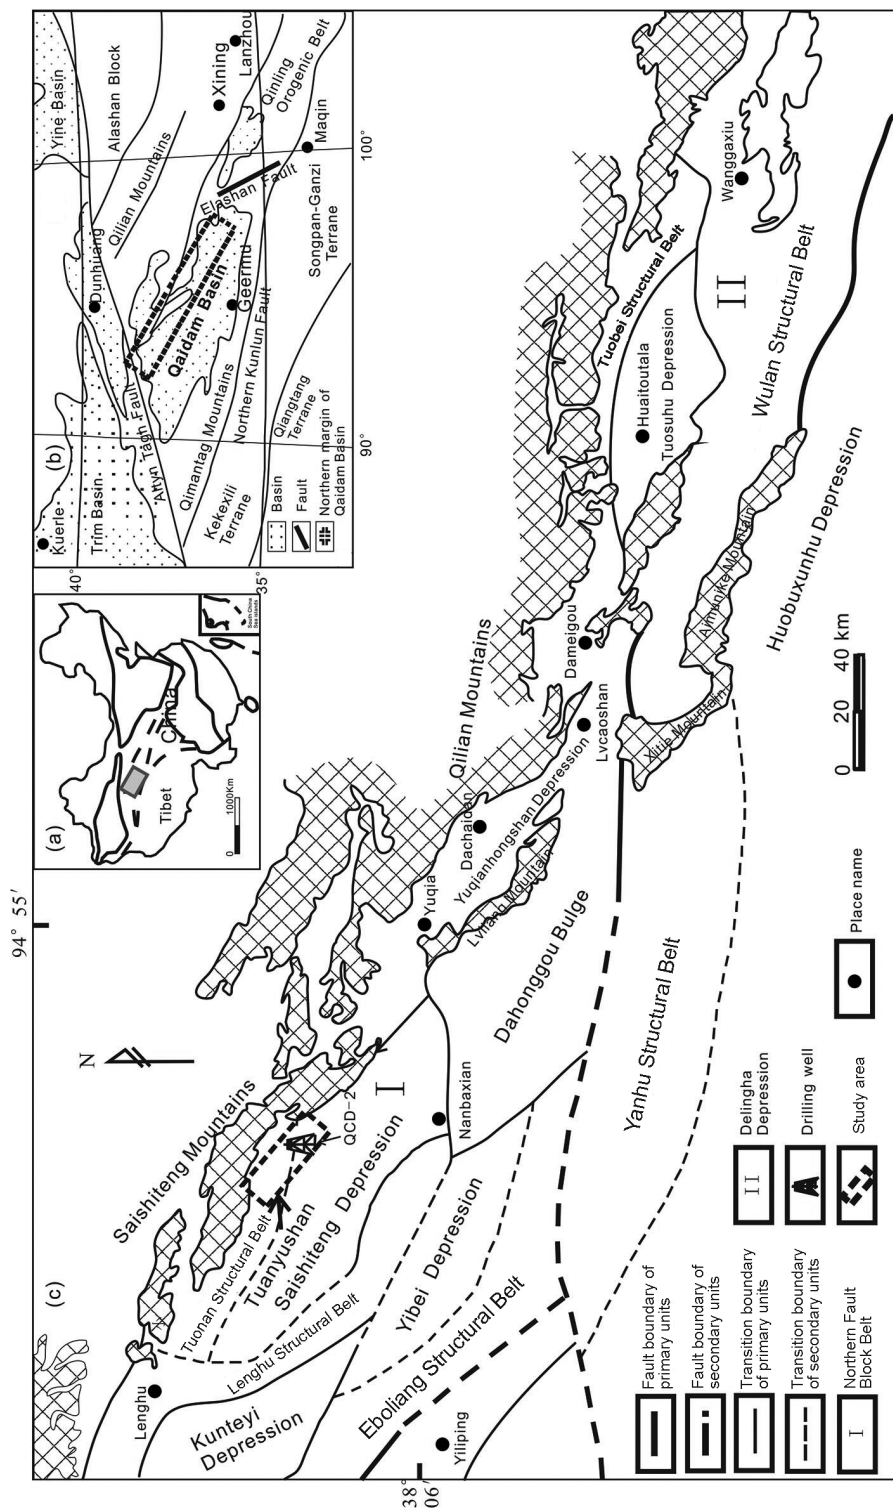 (a)
China
Tibet
0 1000Km
South China
Sea islands
(b)
Kuerle
Trim Basin
Dunhuang
Yine Basin
Alashan Block
Qilian Mountains
Xining
Lanzhou
Qinling
Orogenic Belt
Maqin
Elashan Fault
Altyn Tagh Fault
Qaidam Basin
Geermu
Qimantag Mountains
Northern Kunlun Fault
Songpan-Ganzi
Terrane
Kekexili
Terrane
Qiangtang
Terrane
40°
35°
90°
100°
Basin
Fault
Northern margin of
Qaidam Basin
(c)
94° 55′
38°
06′
N
Lenghu
Saishiteng Mountains
Tuonan Structural Belt
Tuanyushan
Saishiteng Depression
QCD-2
I
Lenghu Structural Belt
Kunteyi
Depression
Yibei Depression
Eboliang Structural Belt
Yiliping
Nanbaxian
Yuqia
Dahonggou Bulge
Lvliang Mountain
Yuqianhongshan Depression
Dachaidan
Qilian Mountains
Lvcaoshan
Dameigou
Yanhu Structural Belt
Xitie Mountain
Aimunike Mountain
Huobuxunhu Depression
Huaitoutala
Tuosuhu Depression
Tuobei Structural Belt
II
Wulan Structural Belt
Wanggaxiu
0 20 40 km
Fault boundary of
primary units
Fault boundary of
secondary units
Transition boundary
of primary units
Transition boundary
of secondary units
I
Northern Fault
Block Belt
II
Delingha
Depression
Drilling well
Study area
Place name